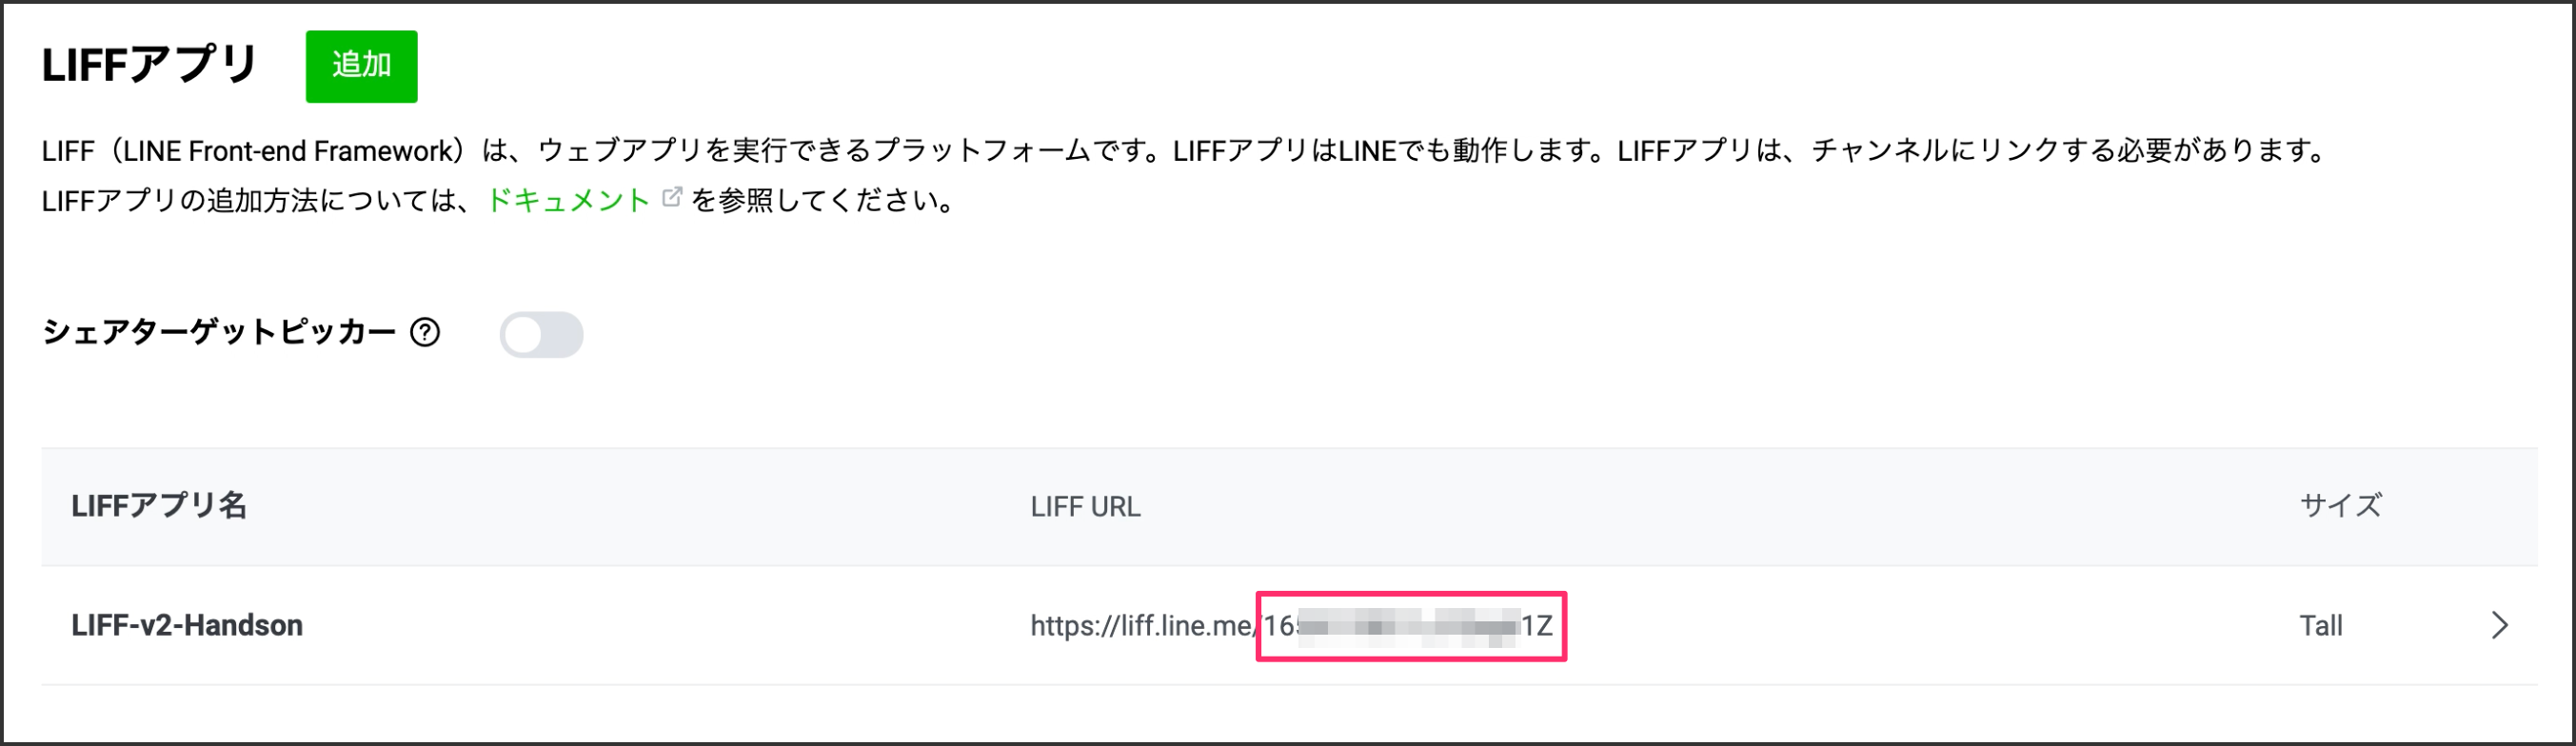 LIFFアプリ 追加
LIFF（LINE Front-end Framework）は、ウェブアプリを実行できるプラットフォームです。LIFFアプリはLINEでも動作します。LIFFアプリは、チャンネルにリンクする必要があります。
LIFFアプリの追加方法については、ドキュメント を参照してください。
シェアターゲットピッカー ?
LIFFアプリ名 LIFF URL サイズ
LIFF-v2-Handson https://liff.line.me/16 1Z Tall